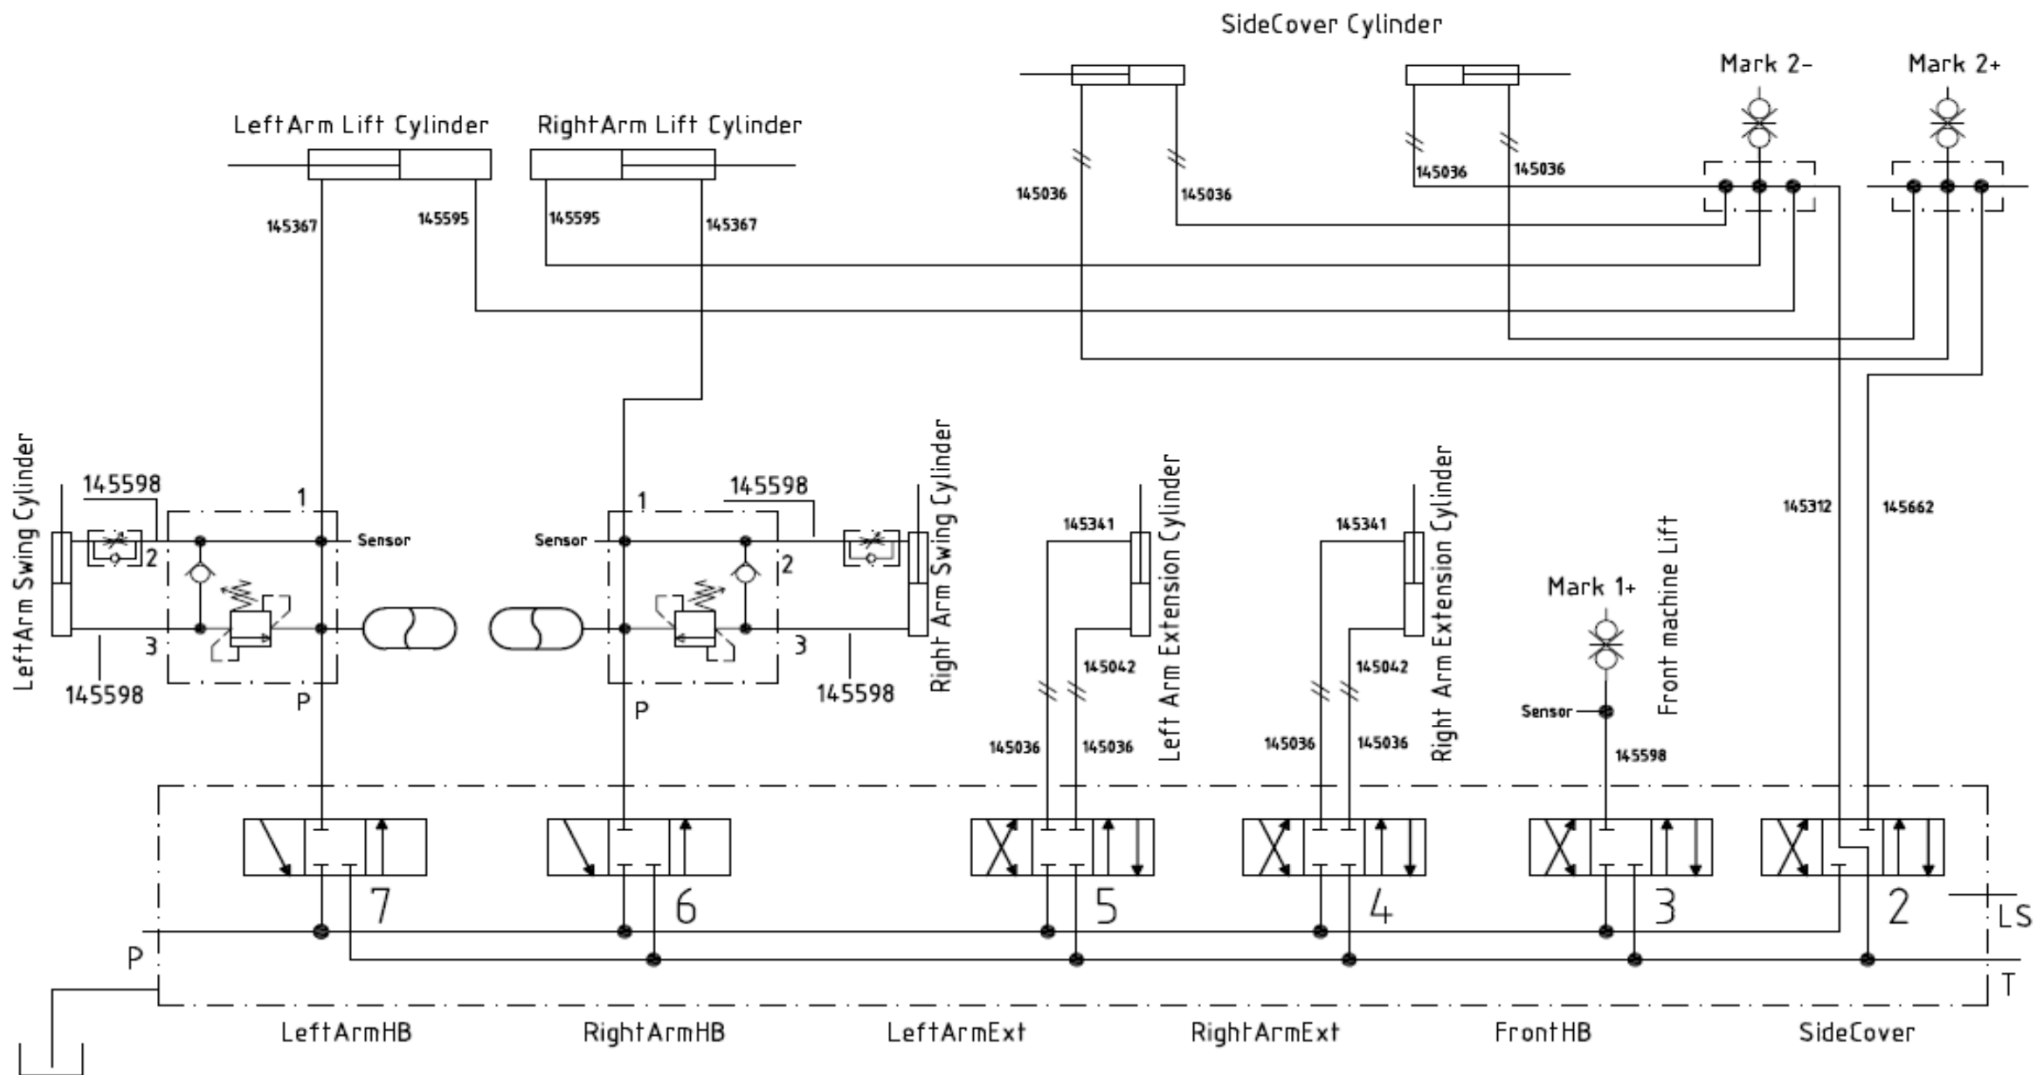 SideCover Cylinder
Mark 2-
Mark 2+
LeftArm Lift Cylinder
RightArm Lift Cylinder
145036
145036
145036
145036
145367
145595
145595
145367
LeftArm Swing Cylinder
145598
1
2
Sensor
3
145598
P
1
145598
Sensor
2
3
145598
P
Right Arm Swing Cylinder
145341
Left Arm Extension Cylinder
145042
145036
145036
145341
Right Arm Extension Cylinder
145042
145036
145036
Mark 1+
Front machine Lift
Sensor
145598
145312
145662
7
6
5
4
3
2
LS
P
T
LeftArmHB
RightArmHB
LeftArmExt
RightArmExt
FrontHB
SideCover